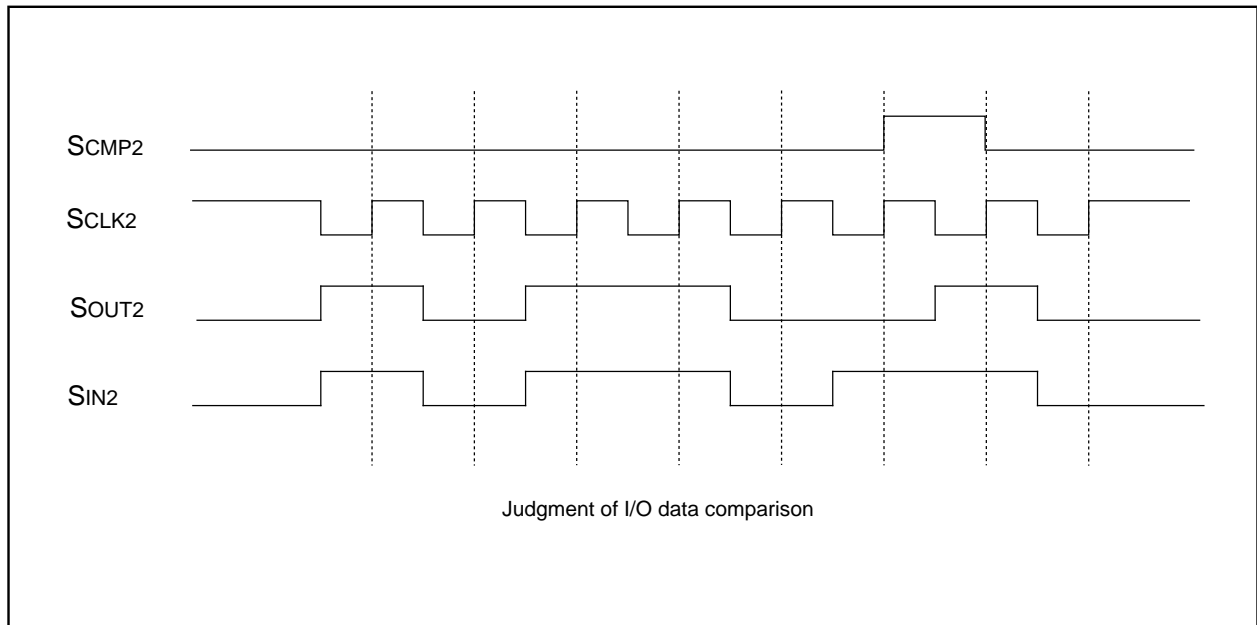 SCMP2
SCLK2
SOUT2
SIN2
Judgment of I/O data comparison